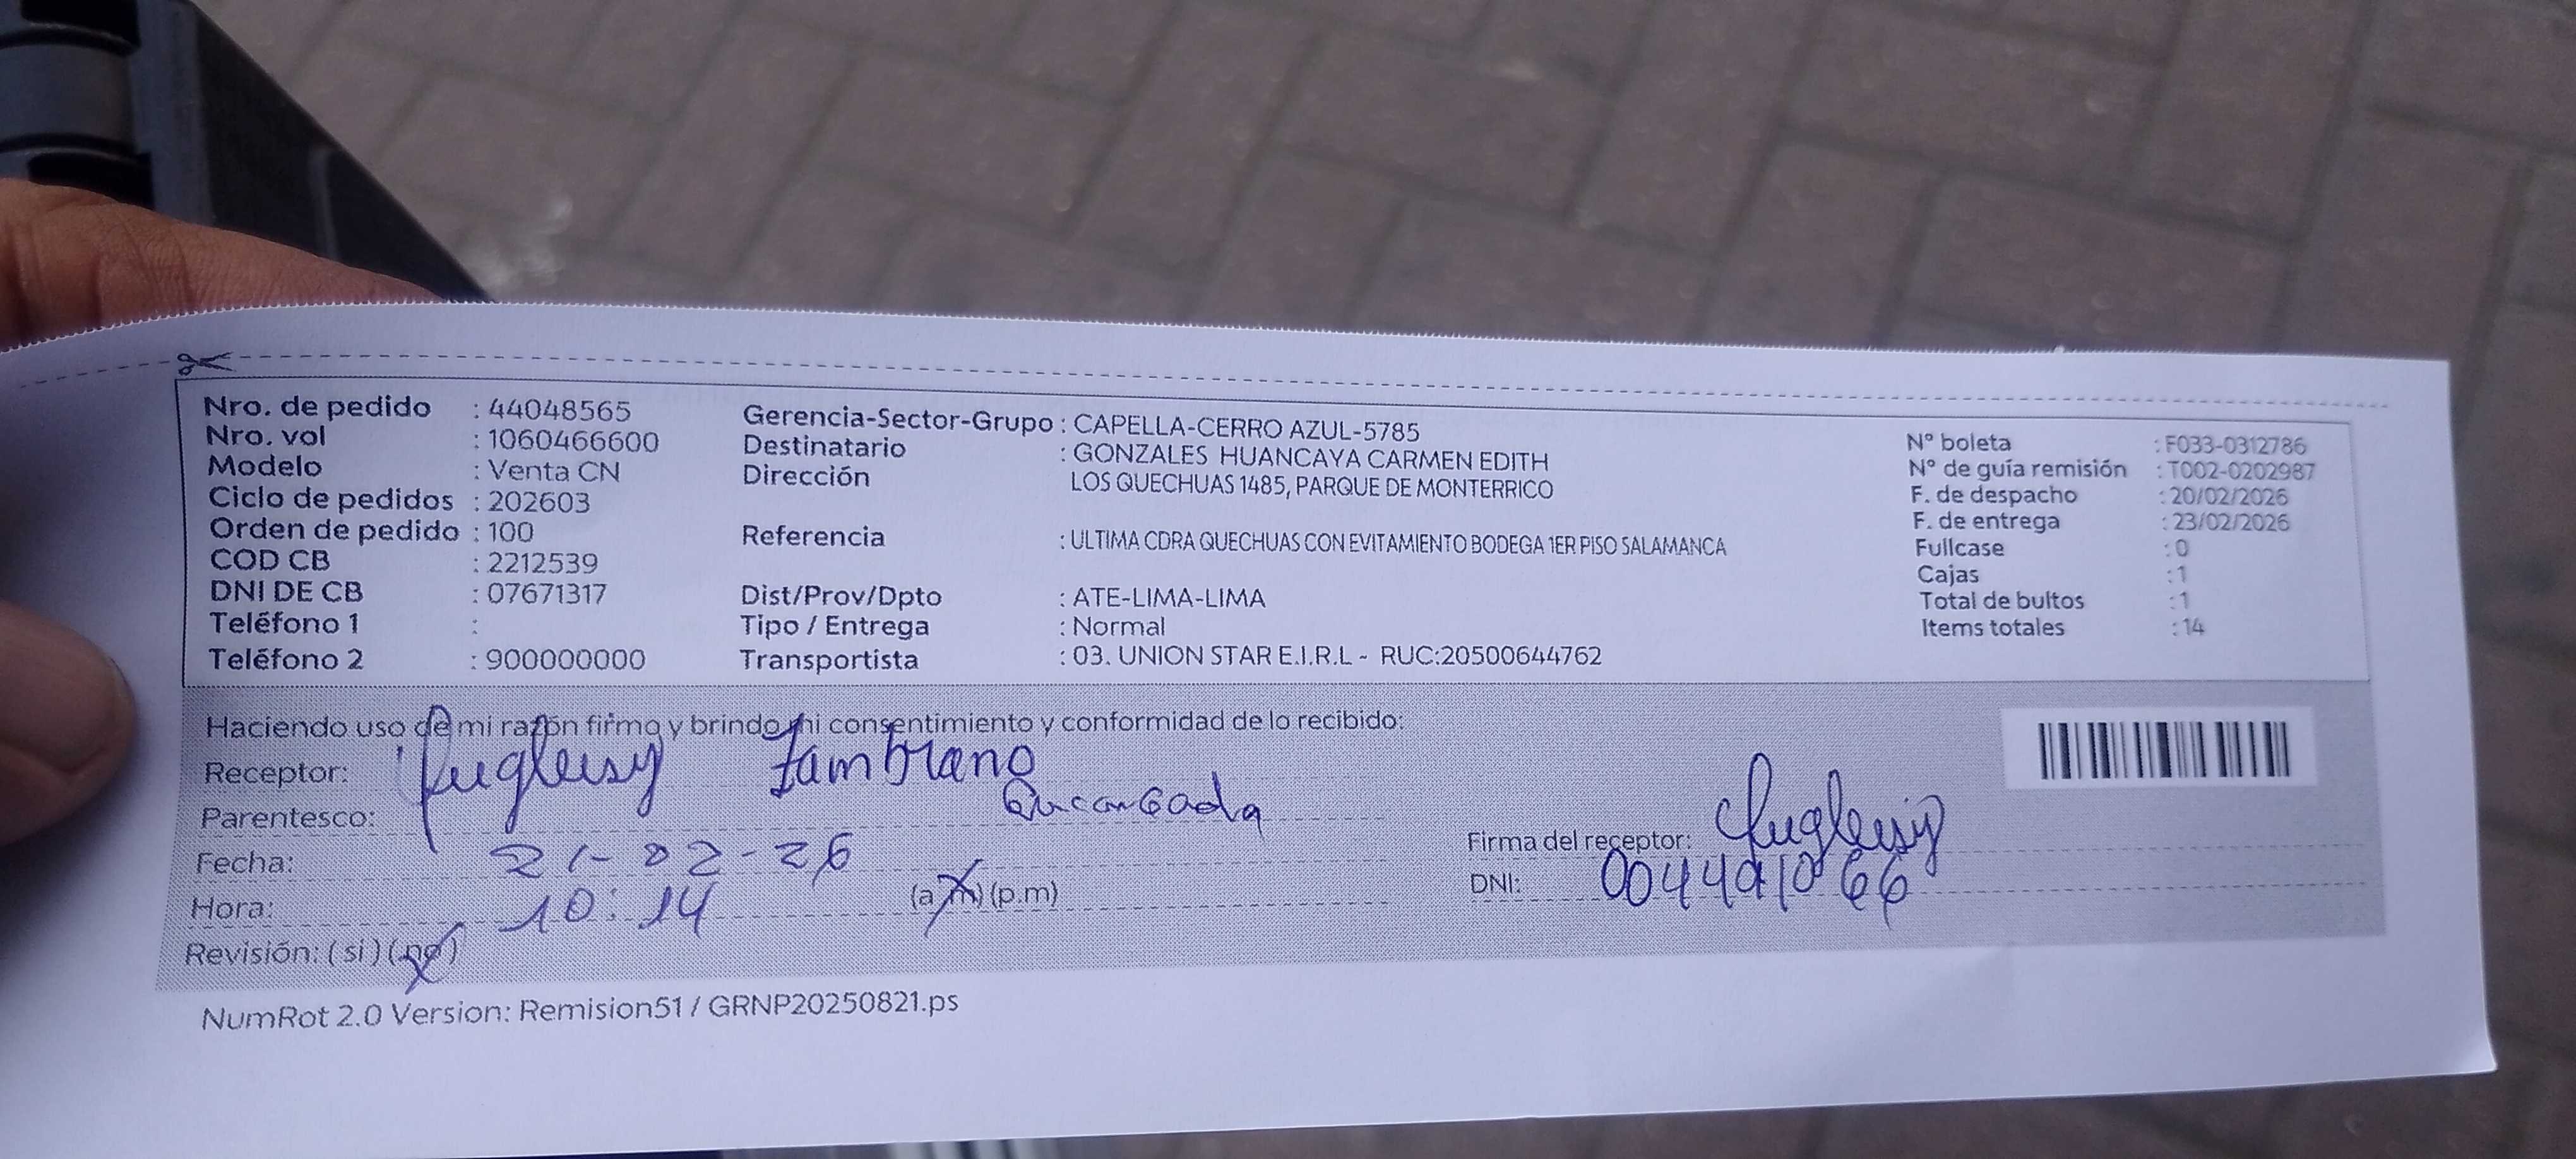 Nro. de pedido : 44048565
Nro. vol : 1060466600
Modelo : Venta CN
Ciclo de pedidos : 202603
Orden de pedido : 100
COD CB : 2212539
DNI DE CB : 07671317
Teléfono 1 :
Teléfono 2 : 900000000
Gerencia-Sector-Grupo : CAPELLA-CERRO AZUL-5785
Destinatario : GONZALES HUANCAYA CARMEN EDITH
Dirección LOS QUECHUAS 1485, PARQUE DE MONTERRICO
Referencia : ULTIMA CDRA QUECHUAS CON EVITAMIENTO BODEGA 1ER PISO SALAMANCA
Dist/Prov/Dpto : ATE-LIMA-LIMA
Tipo / Entrega : Normal
Transportista : 03. UNION STAR E.I.R.L - RUC:20500644762
N° boleta : F033-0312786
N° de guía remisión : T002-0202987
F. de despacho : 20/02/2026
F. de entrega : 23/02/2026
Fullcase : 0
Cajas : 1
Total de bultos : 1
Items totales : 14
Haciendo uso de mi razón firmo y brindo mi consentimiento y conformidad de lo recibido:
Receptor: Zambrano
Parentesco: Encargada
Fecha: 21-02-26
Hora: 10:14 (a.m) (p.m)
Revisión: (si) (no)
Firma del receptor:
DNI: 004491066
NumRot 2.0 Version: Remision51 / GRNP20250821.ps